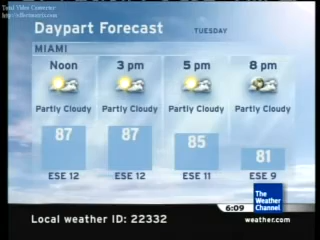 Total Video Converter
Daypart Forecast
TUESDAY
MIAMI
Noon 3 pm 5 pm 8 pm
Partly Cloudy Partly Cloudy Partly Cloudy Partly Cloudy
87 87 85 81
ESE 12 ESE 12 ESE 11 ESE 9
The
Weather
Channel
6:09
Local weather ID: 22332 weather.com